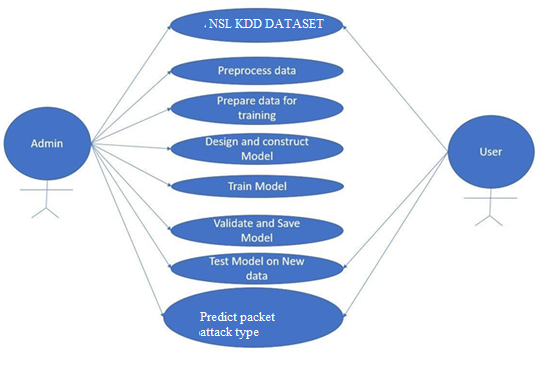 NSL KDD DATASET
Preprocess data
Prepare data for
training
Admin
Design and construct
Model
User
Train Model
Validate and Save
Model
Test Model on New
data
Predict packet
attack type